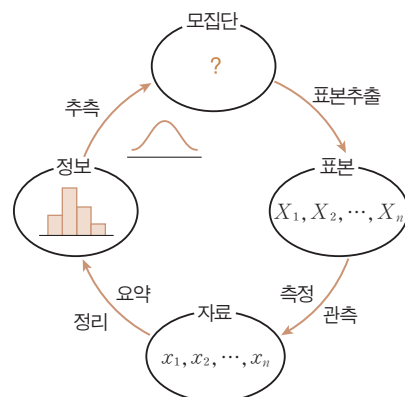 모집단
?
추측
표본추출
정보
표본
X₁, X₂, ⋯, Xₙ
측정
관측
요약
정리
자료
x₁, x₂, ⋯, xₙ